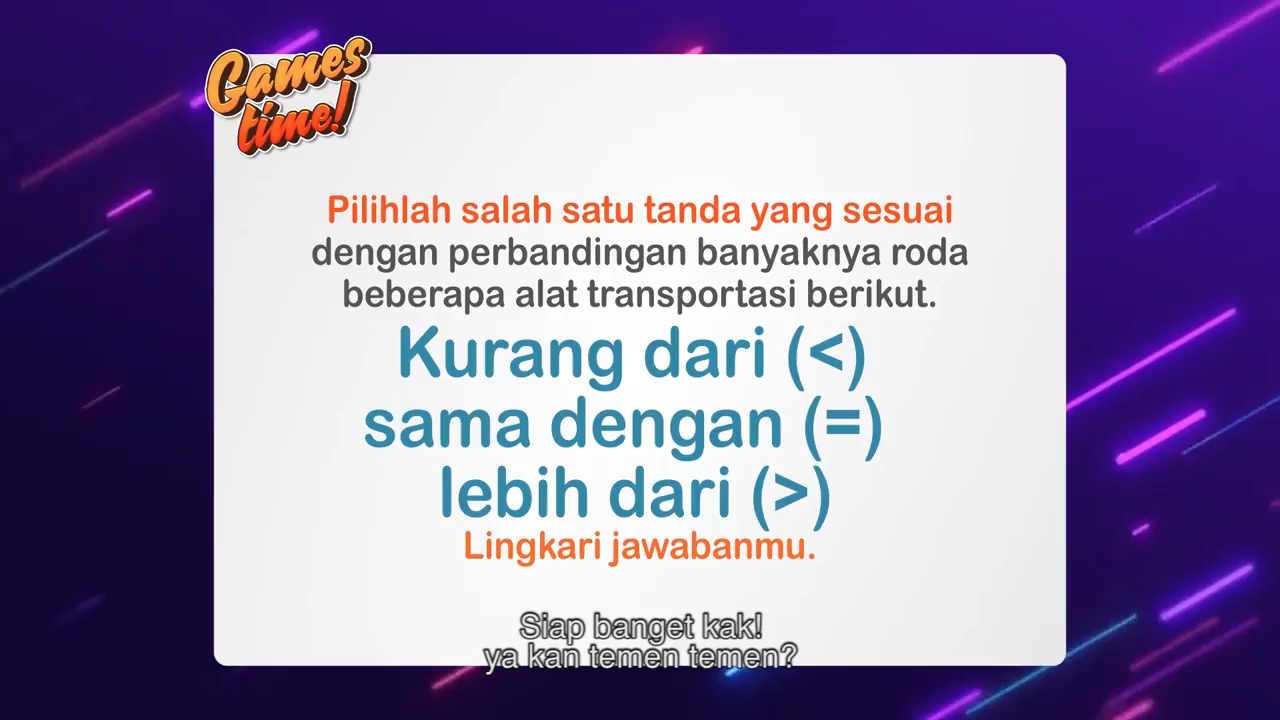 Games
time!
Pilihlah salah satu tanda yang sesuai
dengan perbandingan banyaknya roda
beberapa alat transportasi berikut.
Kurang dari (<)
sama dengan (=)
lebih dari (>)
Lingkari jawabanmu.
Siap banget kak!
ya kan temen temen?